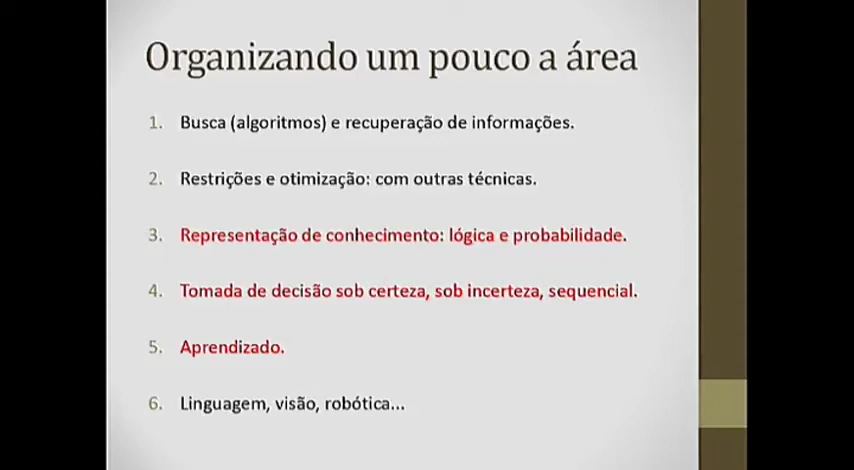 Organizando um pouco a área
1. Busca (algoritmos) e recuperação de informações.
2. Restrições e otimização: com outras técnicas.
3. Representação de conhecimento: lógica e probabilidade.
4. Tomada de decisão sob certeza, sob incerteza, sequencial.
5. Aprendizado.
6. Linguagem, visão, robótica...